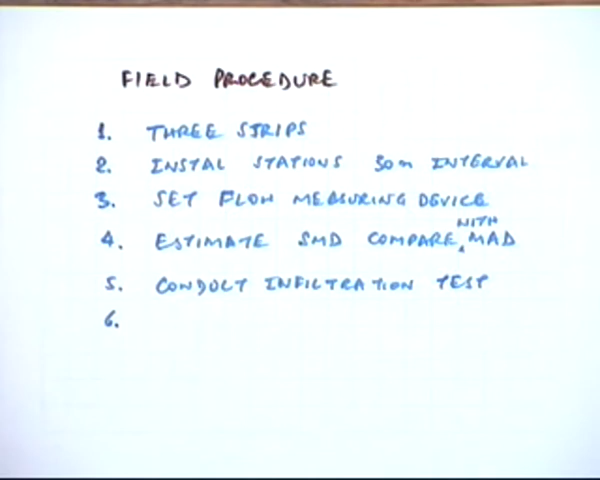 FIELD PROCEDURE
1. THREE STRIPS
2. INSTAL STATIONS 30m INTERVAL
3. SET FLOW MEASURING DEVICE
4. ESTIMATE SMD COMPARE WITH MAD
5. CONDUCT INFILTRATION TEST
6.